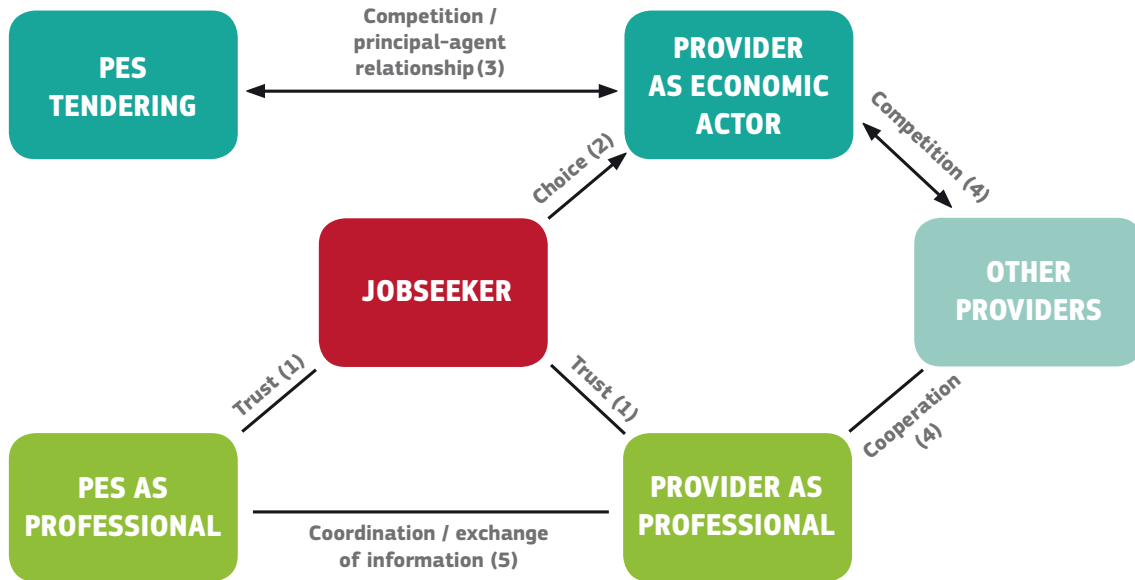 PES
TENDERING
Competition /
principal-agent
relationship (3)
PROVIDER
AS ECONOMIC
ACTOR
Choice (2)
Competition (4)
JOBSEEKER
OTHER
PROVIDERS
Trust (1)
Trust (1)
Cooperation
(4)
PES AS
PROFESSIONAL
Coordination / exchange
of information (5)
PROVIDER AS
PROFESSIONAL